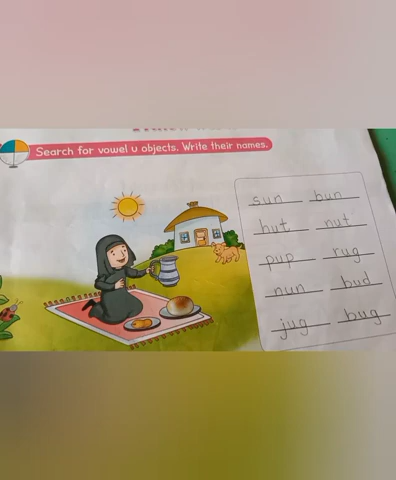 Search for vowel u objects. Write their names.
sun bun
hut nut
pup rug
nun bud
jug bug